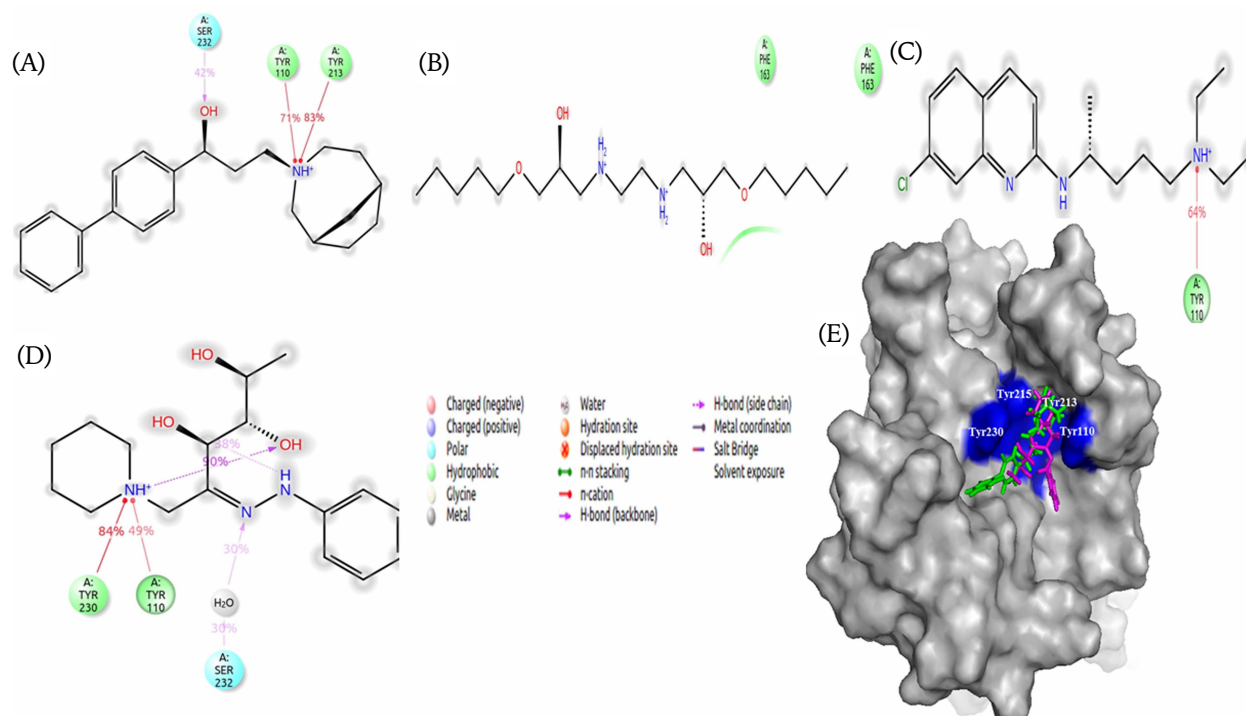 (A)
A:
SER
232
42%
OH
A:
TYR
110
A:
TYR
213
71%
83%
NH+
(B)
A:
PHE
163
A:
PHE
163
OH
H2
N+
O
O
N+
H2
OH
(C)
Cl
N
N
H
NH+
64%
A:
TYR
110
(D)
HO
HO
OH
38%
90%
NH+
H
N
N
84%
49%
30%
A:
TYR
230
A:
TYR
110
H2O
30%
A:
SER
232
Charged (negative)
Charged (positive)
Polar
Hydrophobic
Glycine
Metal
H2O
Water
Hydration site
Displaced hydration site
π-π stacking
π-cation
H-bond (backbone)
H-bond (side chain)
Metal coordination
Salt Bridge
Solvent exposure
(E)
Tyr215
Tyr213
Tyr230
Tyr110